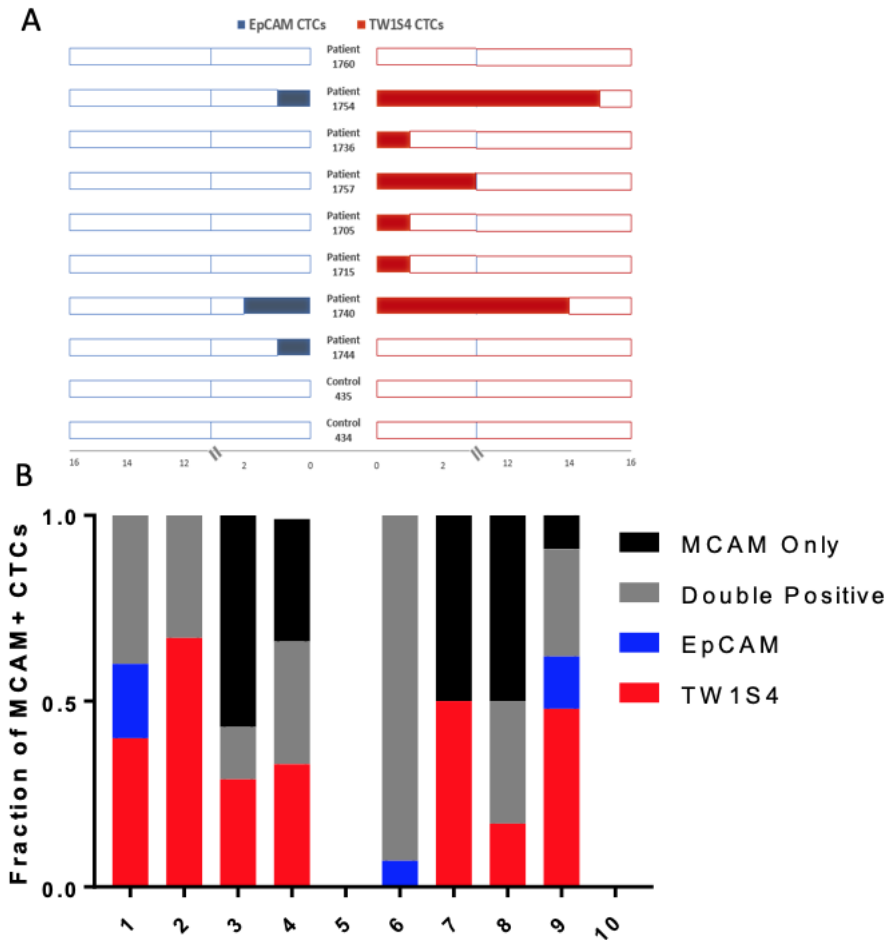 A
EpCAM CTCs TW1S4 CTCs
Patient
1760
Patient
1754
Patient
1736
Patient
1757
Patient
1705
Patient
1715
Patient
1740
Patient
1744
Control
435
Control
434
16 14 12 // 2 0 0 2 // 12 14 16
B
Fraction of MCAM+ CTCs
1.0
0.5
0.0
1 2 3 4 5 6 7 8 9 10
MCAM Only
Double Positive
EpCAM
TW1S4